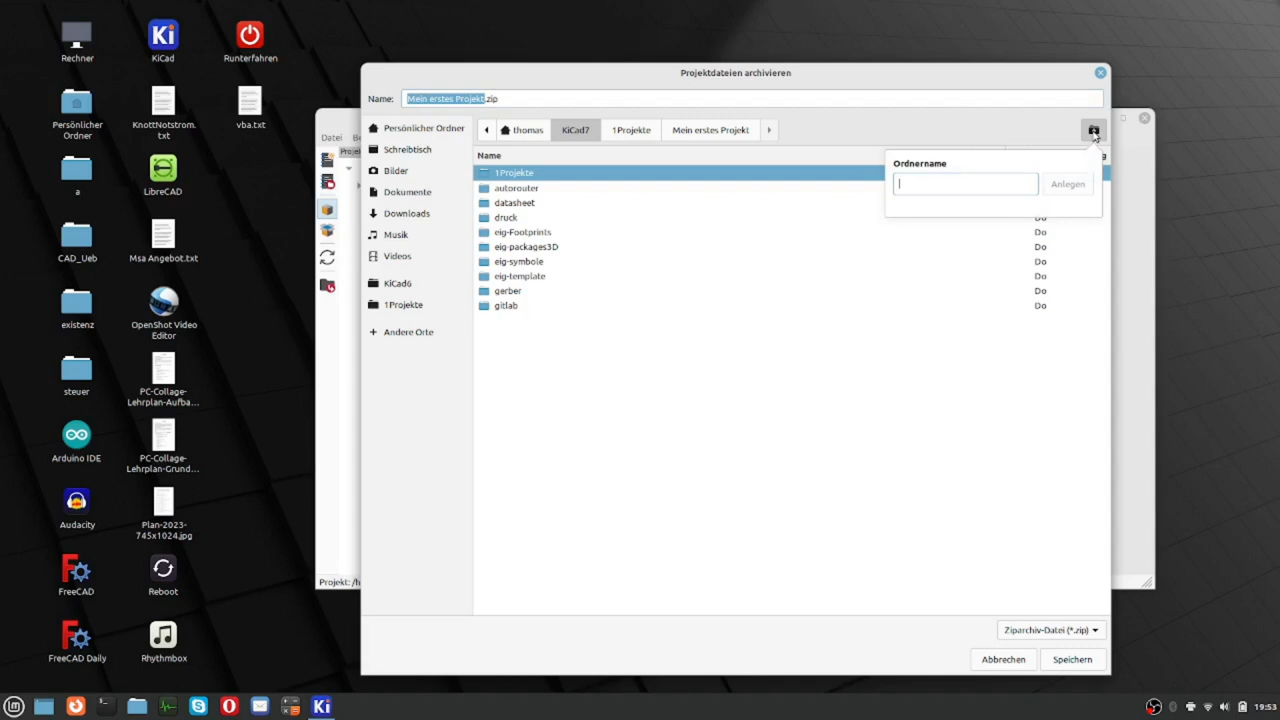 Rechner
KiCad
Runterfahren
Persönlicher
Ordner
KnottNotstrom.
txt
vba.txt
a
LibreCAD
CAD_Ueb
Msa Angebot.txt
existenz
OpenShot Video
Editor
steuer
PC-Collage-
Lehrplan-Aufba...
Arduino IDE
PC-Collage-
Lehrplan-Grund...
Audacity
Plan-2023-
745x1024.jpg
FreeCAD
Reboot
FreeCAD Daily
Rhythmbox
Datei
Projekt: /h
Projektdateien archivieren
Name: Mein erstes Projekt.zip
Persönlicher Ordner
Schreibtisch
Bilder
Dokumente
Downloads
Musik
Videos
KiCad6
1Projekte
Andere Orte
thomas KiCad7 1Projekte Mein erstes Projekt
Name
1Projekte
autorouter
datasheet
druck Do
eig-Footprints Do
eig-packages3D Do
eig-symbole Do
eig-template Do
gerber Do
gitlab Do
Ordnername
Anlegen
Ziparchiv-Datei (*.zip)
Abbrechen Speichern
19:53